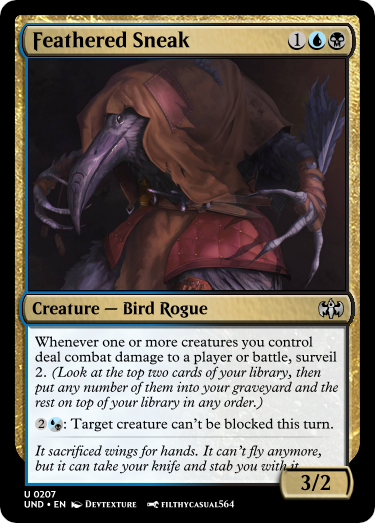 Feathered Sneak 1
Creature — Bird Rogue
Whenever one or more creatures you control
deal combat damage to a player or battle, surveil
2. (Look at the top two cards of your library, then
put any number of them into your graveyard and the
rest on top of your library in any order.)
2 : Target creature can't be blocked this turn.
It sacrificed wings for hands. It can't fly anymore,
but it can take your knife and stab you with it.
3/2
U 0207
UND • EN DEYTEXTURE FILTHYCASUAL564